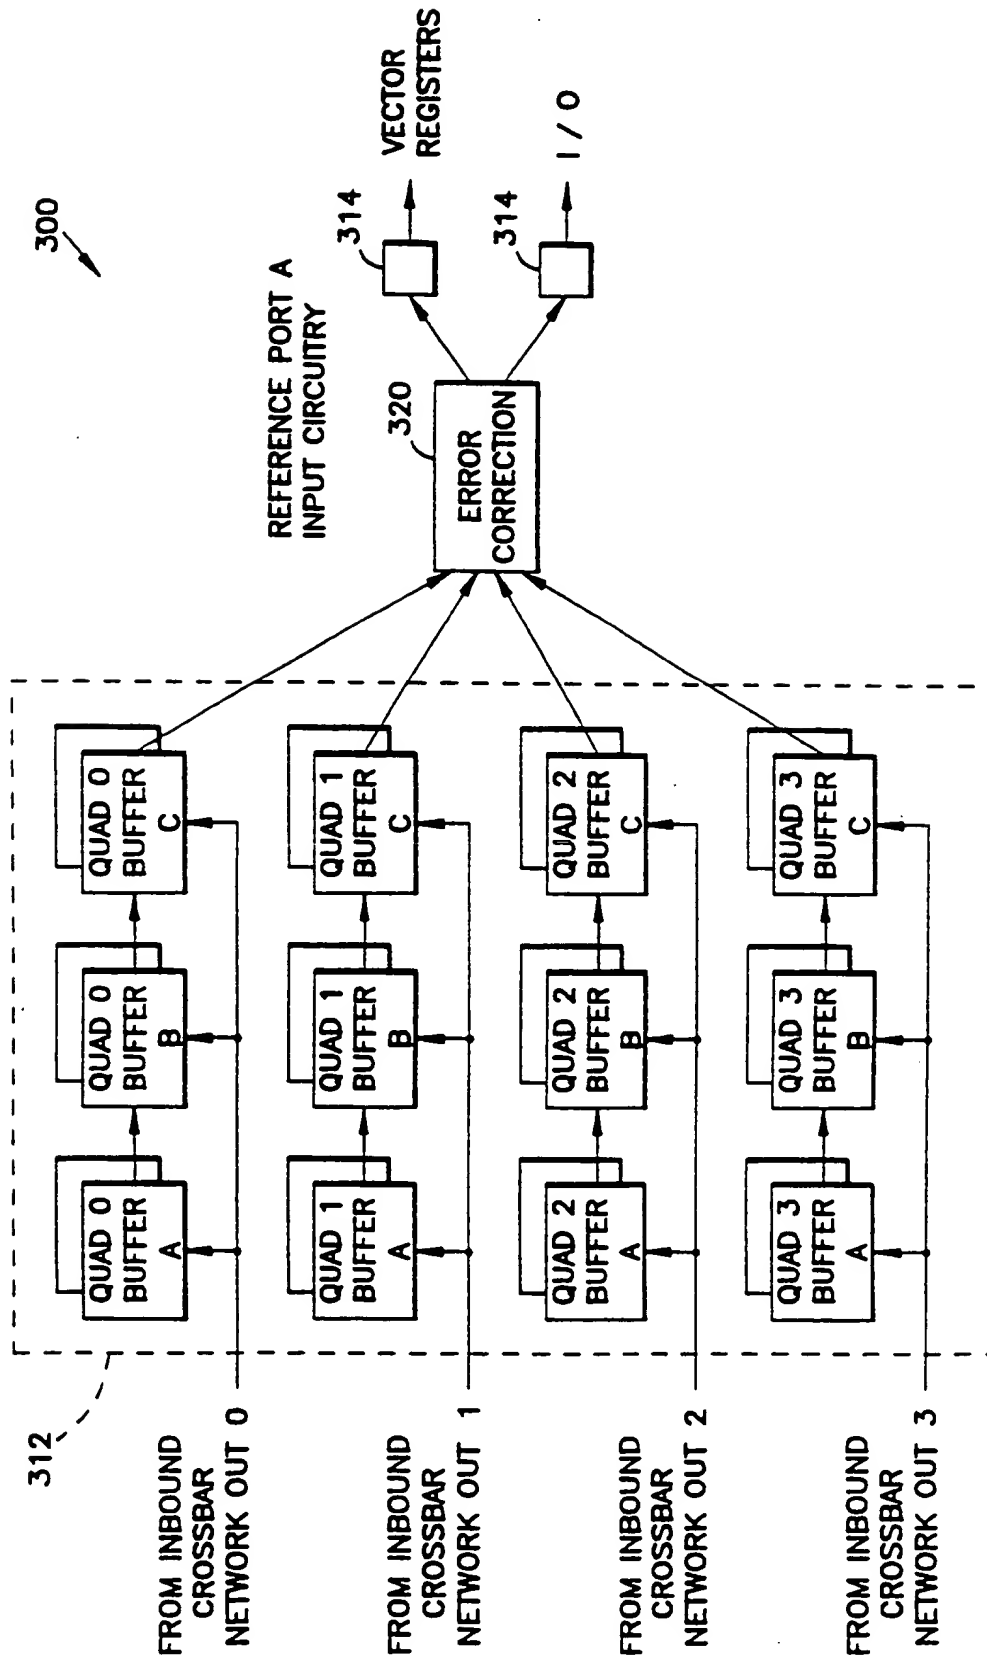 300
REFERENCE PORT A
INPUT CIRCUITRY
312
FROM INBOUND
CROSSBAR
NETWORK OUT 0
QUAD 0
BUFFER
A
QUAD 0
BUFFER
B
QUAD 0
BUFFER
C
FROM INBOUND
CROSSBAR
NETWORK OUT 1
QUAD 1
BUFFER
A
QUAD 1
BUFFER
B
QUAD 1
BUFFER
C
FROM INBOUND
CROSSBAR
NETWORK OUT 2
QUAD 2
BUFFER
A
QUAD 2
BUFFER
B
QUAD 2
BUFFER
C
FROM INBOUND
CROSSBAR
NETWORK OUT 3
QUAD 3
BUFFER
A
QUAD 3
BUFFER
B
QUAD 3
BUFFER
C
320
ERROR
CORRECTION
314
VECTOR
REGISTERS
314
I / O